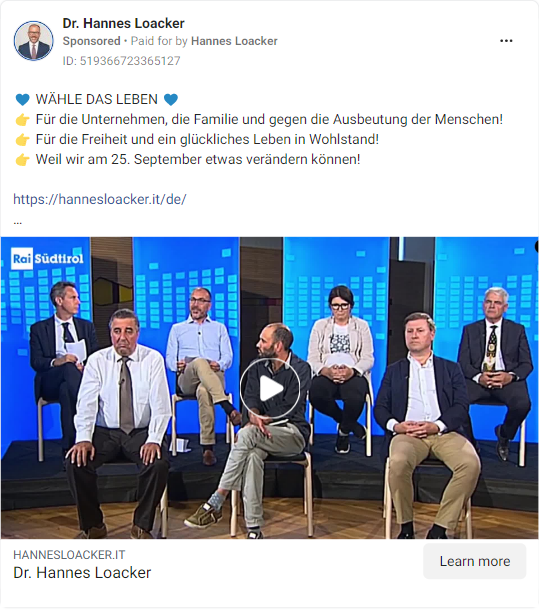 Dr. Hannes Loacker
Sponsored • Paid for by Hannes Loacker
ID: 519366723365127
💙 WÄHLE DAS LEBEN 💙
👉 Für die Unternehmen, die Familie und gegen die Ausbeutung der Menschen!
👉 Für die Freiheit und ein glückliches Leben in Wohlstand!
👉 Weil wir am 25. September etwas verändern können!
https://hannesloacker.it/de/
...
Rai Südtirol
HANNESLOACKER.IT
Dr. Hannes Loacker
Learn more